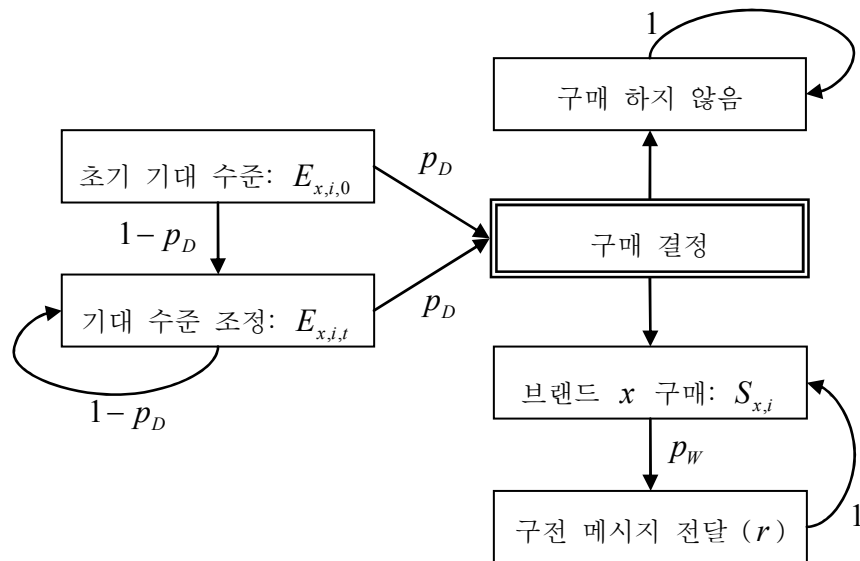 1
구매 하지 않음
초기 기대 수준: E_{x,i,0}
p_D
1 − p_D
구매 결정
기대 수준 조정: E_{x,i,t}
p_D
1 − p_D
브랜드 x 구매: S_{x,i}
p_W
구전 메시지 전달 (r)
1